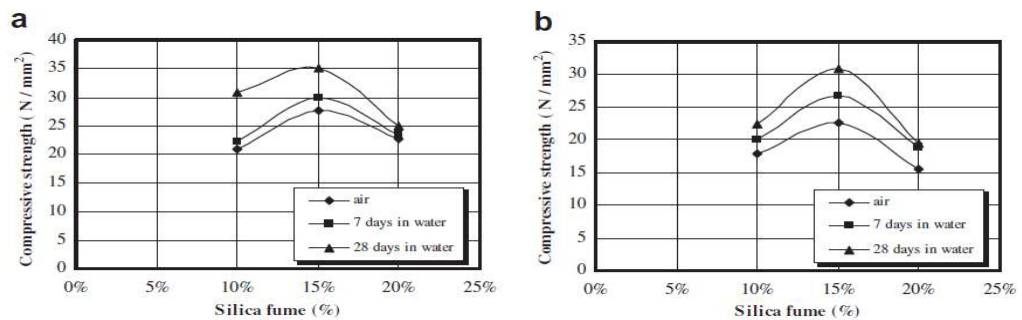 a
Compressive strength ( N / mm²)
40
35
30
25
20
15
10
5
0
0% 5% 10% 15% 20% 25%
Silica fume (%)
air
7 days in water
28 days in water
b
Compressive strength ( N / mm²)
35
30
25
20
15
10
5
0
0% 5% 10% 15% 20% 25%
Silica fume (%)
air
7 days in water
28 days in water